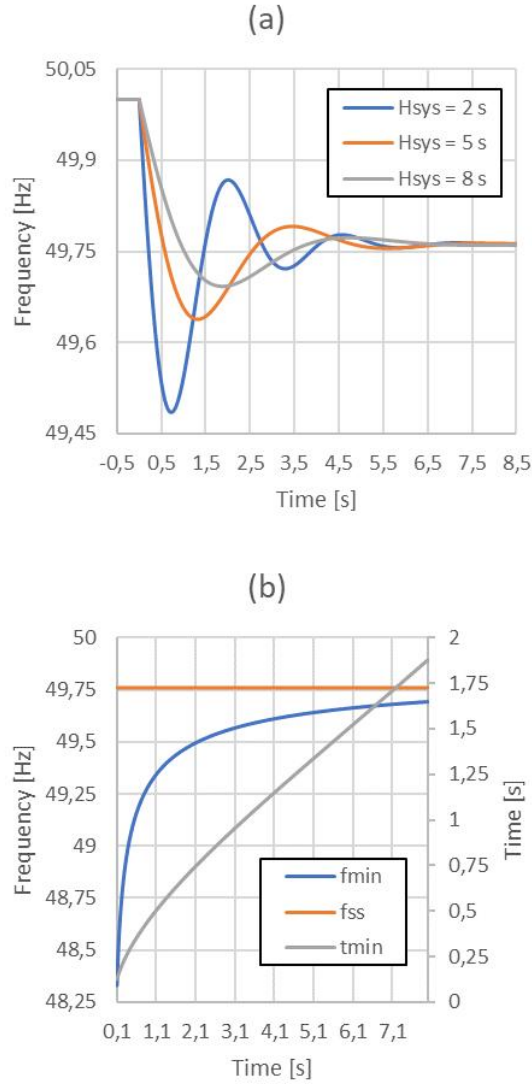 (a)
50,05
49,9
49,75
49,6
49,45
Frequency [Hz]
Hsys = 2 s
Hsys = 5 s
Hsys = 8 s
-0,5 0,5 1,5 2,5 3,5 4,5 5,5 6,5 7,5 8,5
Time [s]
(b)
50
49,75
49,5
49,25
49
48,75
48,5
48,25
Frequency [Hz]
2
1,75
1,5
1,25
1
0,75
0,5
0,25
0
Time [s]
fmin
fss
tmin
0,1 1,1 2,1 3,1 4,1 5,1 6,1 7,1
Time [s]